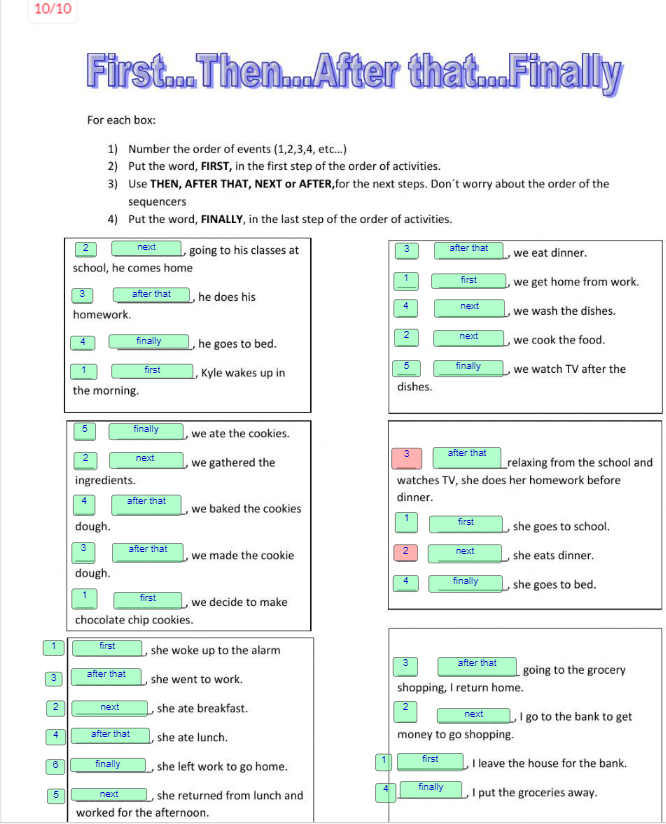 10/10
First...Then...After that...Finally
For each box:
1) Number the order of events (1,2,3,4, etc...)
2) Put the word, FIRST, in the first step of the order of activities.
3) Use THEN, AFTER THAT, NEXT or AFTER,for the next steps. Don´t worry about the order of the
sequencers
4) Put the word, FINALLY, in the last step of the order of activities.
2 next, going to his classes at
school, he comes home
3 after that, he does his
homework.
4 finally, he goes to bed.
1 first, Kyle wakes up in
the morning.
3 after that, we eat dinner.
1 first, we get home from work.
4 next, we wash the dishes.
2 next, we cook the food.
5 finally, we watch TV after the
dishes.
5 finally, we ate the cookies.
2 next, we gathered the
ingredients.
4 after that, we baked the cookies
dough.
3 after that, we made the cookie
dough.
1 first, we decide to make
chocolate chip cookies.
3 after that relaxing from the school and
watches TV, she does her homework before
dinner.
1 first, she goes to school.
2 next, she eats dinner.
4 finally, she goes to bed.
1 first, she woke up to the alarm
3 after that, she went to work.
2 next, she ate breakfast.
4 after that, she ate lunch.
6 finally, she left work to go home.
5 next, she returned from lunch and
worked for the afternoon.
3 after that going to the grocery
shopping, I return home.
2 next, I go to the bank to get
money to go shopping.
1 first, I leave the house for the bank.
4 finally, I put the groceries away.